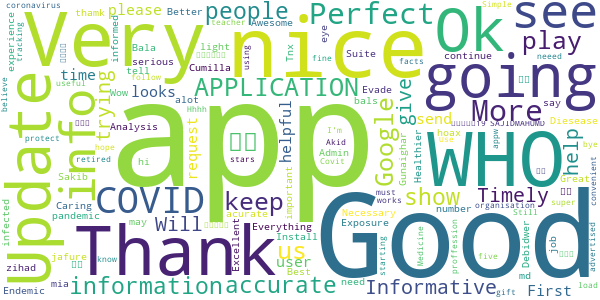 coronavirus
teacher
thamk
please
Better
Awesome
Simple
people
Perfect
Ok
see
Very
nice
experience
tracking
informed
Bala
light
Tnx
eye
Suite
using
fine
facts
play
going
time
serious
Cumilla
tell
continue
Evade
neeed
believe
useful
follow
looks
alot
APPLICATION
More
say
Wow
trying
Analysis
request
helpful
bals
give
Google
send
hoax
use
Diesease
Update
info
app
WHO
protect
hope
retired
hi
Hhhh
I'm
Akid
Admin
Covit
stars
Gunaighar
Healthier
appw
help
bye
Sakib
COVID
keep
important
show
Timely
Great
convenient
Caring
Will
pandemic
Excellent
Everything
us
Necessary
number
organisation
must
works
super
Still
infected
may
acurate
Install
user
Exposure
Medicine
proffession
md
Debidwer
job
zihad
jafure
Thank
Good
know
Best
starting
five
advertised
Endemic
mia
information
need
accurate
Informative
First
gift
load